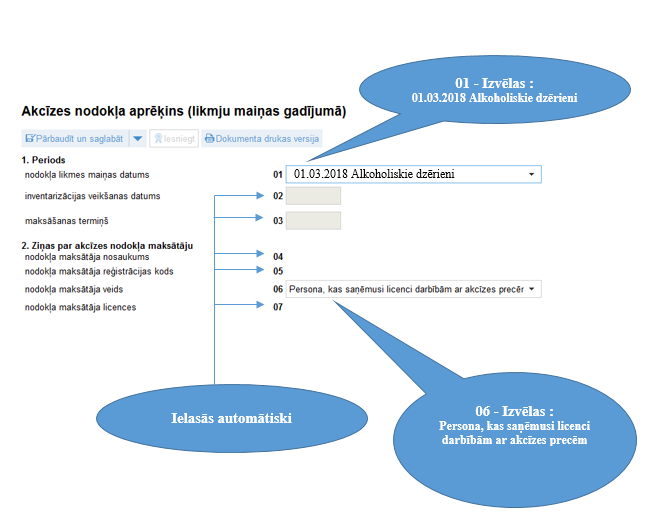 01 - Izvēlas :
01.03.2018 Alkoholiskie dzērieni
Akcīzes nodokļa aprēķins (likmju maiņas gadījumā)
Pārbaudīt un saglabāt Iesniegt Dokumenta drukas versija
1. Periods
nodokļa likmes maiņas datums 01 01.03.2018 Alkoholiskie dzērieni
inventarizācijas veikšanas datums 02
maksāšanas termiņš 03
2. Ziņas par akcīzes nodokļa maksātāju
nodokļa maksātāja nosaukums 04
nodokļa maksātāja reģistrācijas kods 05
nodokļa maksātāja veids 06 Persona, kas saņēmusi licenci darbībām ar akcīzes precēm
nodokļa maksātāja licences 07
Ielasās automātiski
06 - Izvēlas :
Persona, kas saņēmusi licenci
darbībām ar akcīzes precēm